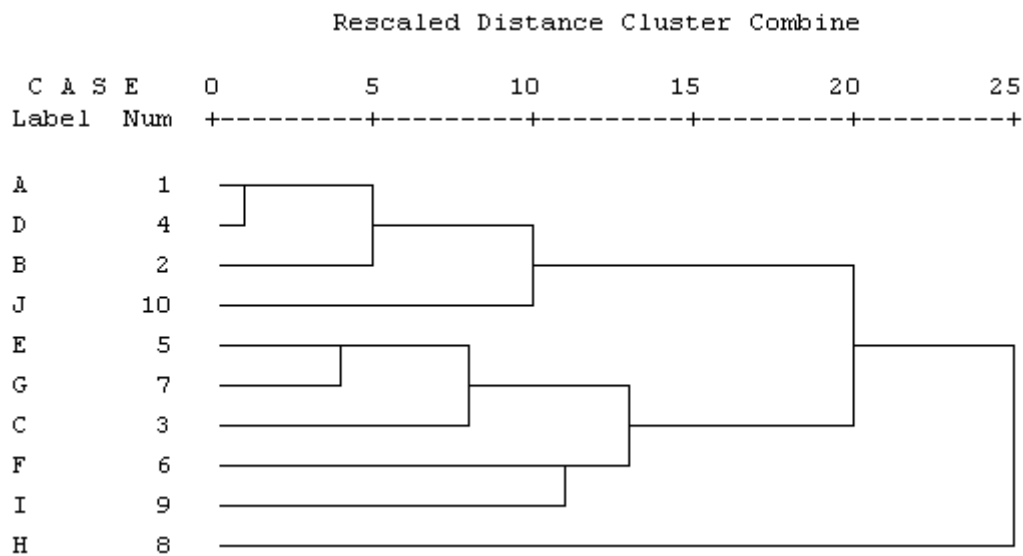 Rescaled Distance Cluster Combine
C A S E 0 5 10 15 20 25
Label Num +---------+---------+---------+---------+---------+
A 1
D 4
B 2
J 10
E 5
G 7
C 3
F 6
I 9
H 8